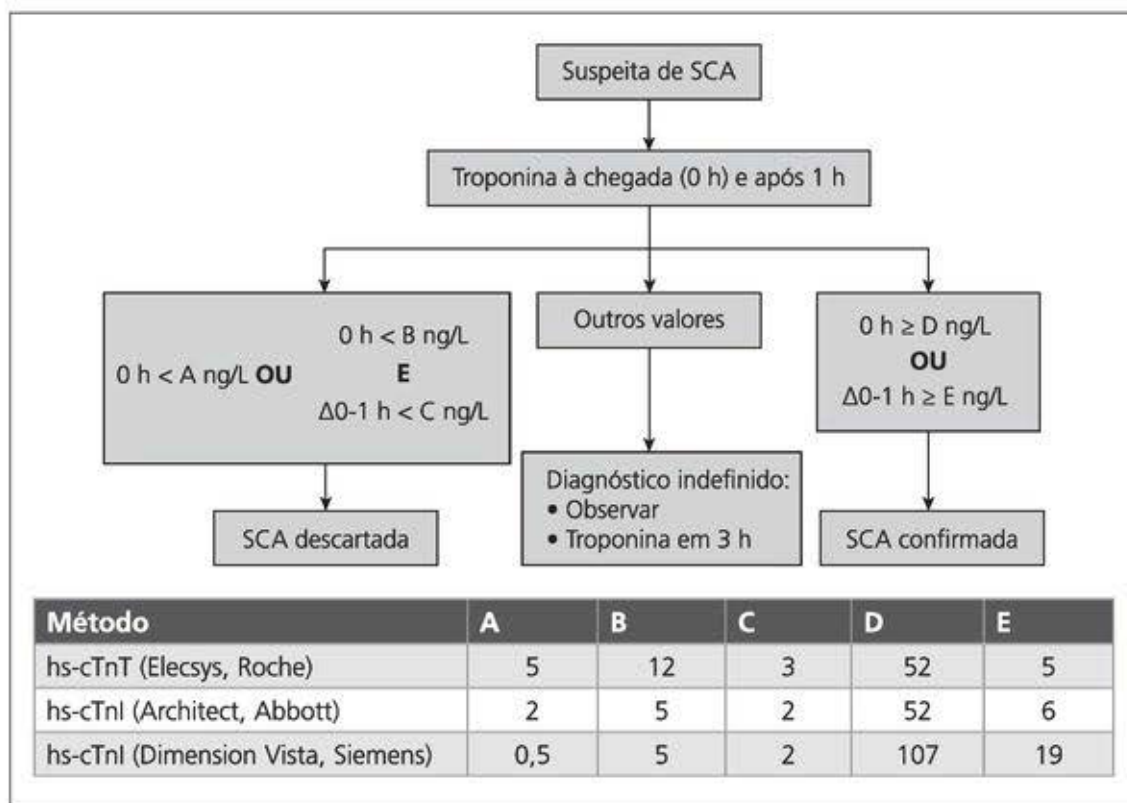 Suspeita de SCA
Troponina à chegada (0 h) e após 1 h
0 h < A ng/L OU
0 h < B ng/L
E
Δ0-1 h < C ng/L
Outros valores
0 h ≥ D ng/L
OU
Δ0-1 h ≥ E ng/L
SCA descartada
Diagnóstico indefinido:
• Observar
• Troponina em 3 h
SCA confirmada
Método A B C D E
hs-cTnT (Elecsys, Roche) 5 12 3 52 5
hs-cTnI (Architect, Abbott) 2 5 2 52 6
hs-cTnI (Dimension Vista, Siemens) 0,5 5 2 107 19